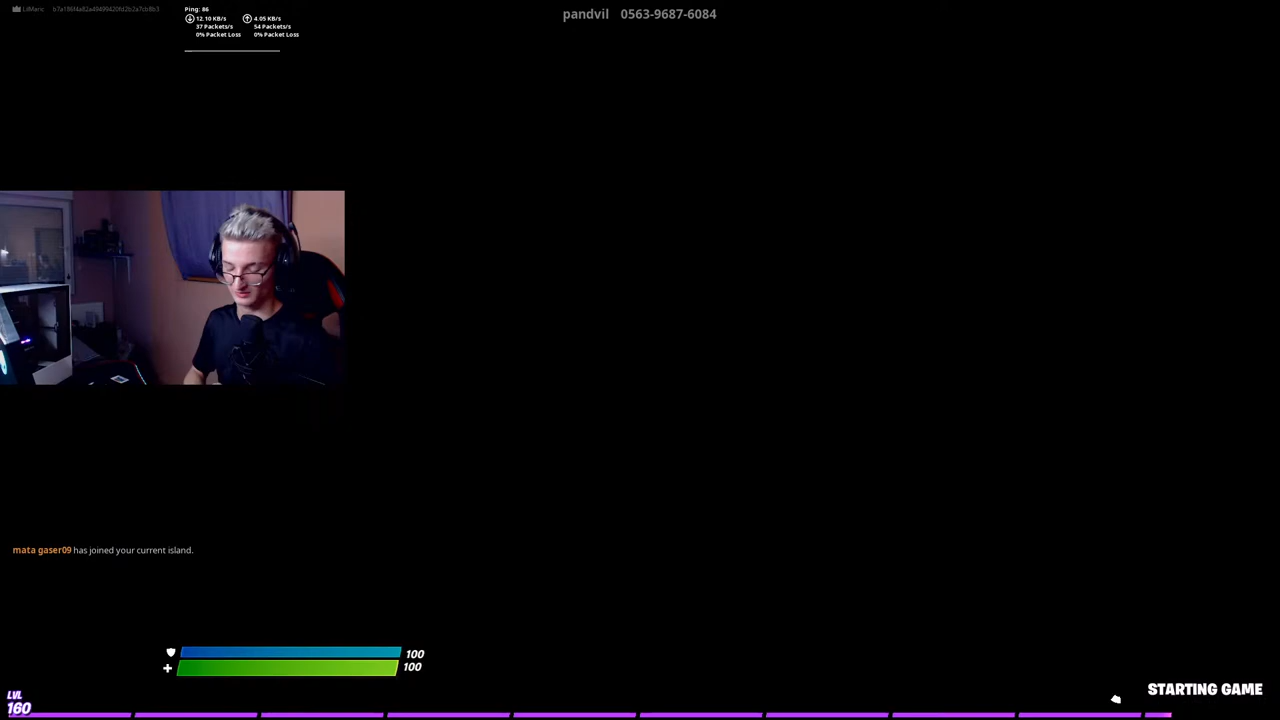 LilMarc
Ping: 86
12.10 KB/s 4.05 KB/s
37 Packets/s 54 Packets/s
0% Packet Loss 0% Packet Loss
pandvil 0563-9687-6084
mata gaser09 has joined your current island.
100
100
LVL
160
STARTING GAME